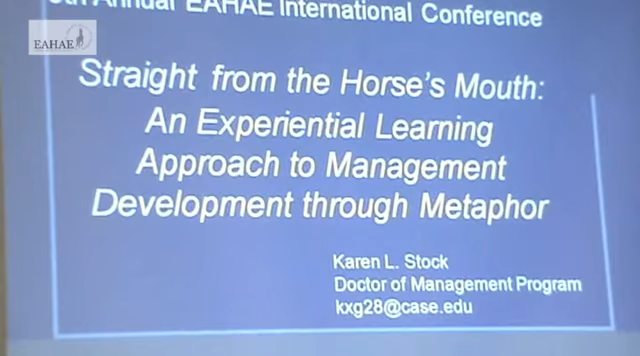 Annual EAHAE International Conference
EAHAE
Straight from the Horse's Mouth:
An Experiential Learning
Approach to Management
Development through Metaphor
Karen L. Stock
Doctor of Management Program
kxg28@case.edu